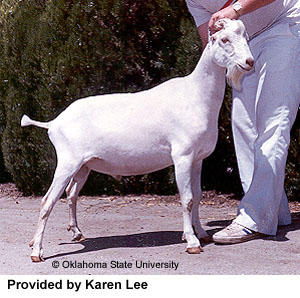 © Oklahoma State University
Provided by Karen Lee